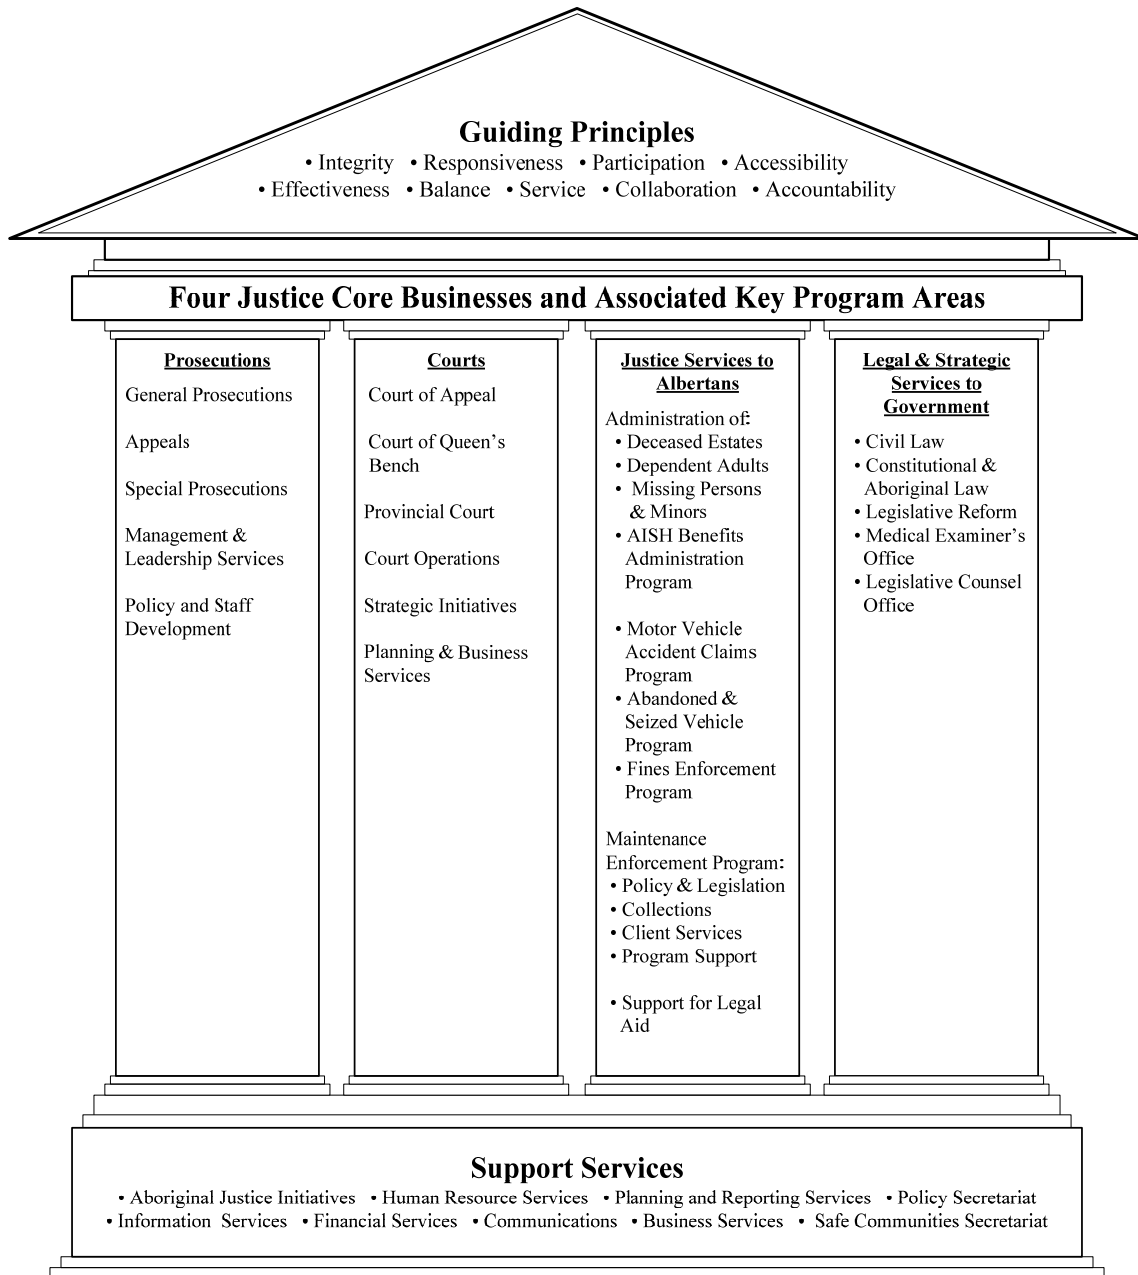 Guiding Principles
• Integrity • Responsiveness • Participation • Accessibility
• Effectiveness • Balance • Service • Collaboration • Accountability
Four Justice Core Businesses and Associated Key Program Areas
Prosecutions
General Prosecutions
Appeals
Special Prosecutions
Management &
Leadership Services
Policy and Staff
Development
Courts
Court of Appeal
Court of Queen's
Bench
Provincial Court
Court Operations
Strategic Initiatives
Planning & Business
Services
Justice Services to
Albertans
Administration of:
• Deceased Estates
• Dependent Adults
• Missing Persons
& Minors
• AISH Benefits
Administration
Program
• Motor Vehicle
Accident Claims
Program
• Abandoned &
Seized Vehicle
Program
• Fines Enforcement
Program
Maintenance
Enforcement Program:
• Policy & Legislation
• Collections
• Client Services
• Program Support
• Support for Legal
Aid
Legal & Strategic
Services to
Government
• Civil Law
• Constitutional &
Aboriginal Law
• Legislative Reform
• Medical Examiner's
Office
• Legislative Counsel
Office
Support Services
• Aboriginal Justice Initiatives • Human Resource Services • Planning and Reporting Services • Policy Secretariat
• Information Services • Financial Services • Communications • Business Services • Safe Communities Secretariat